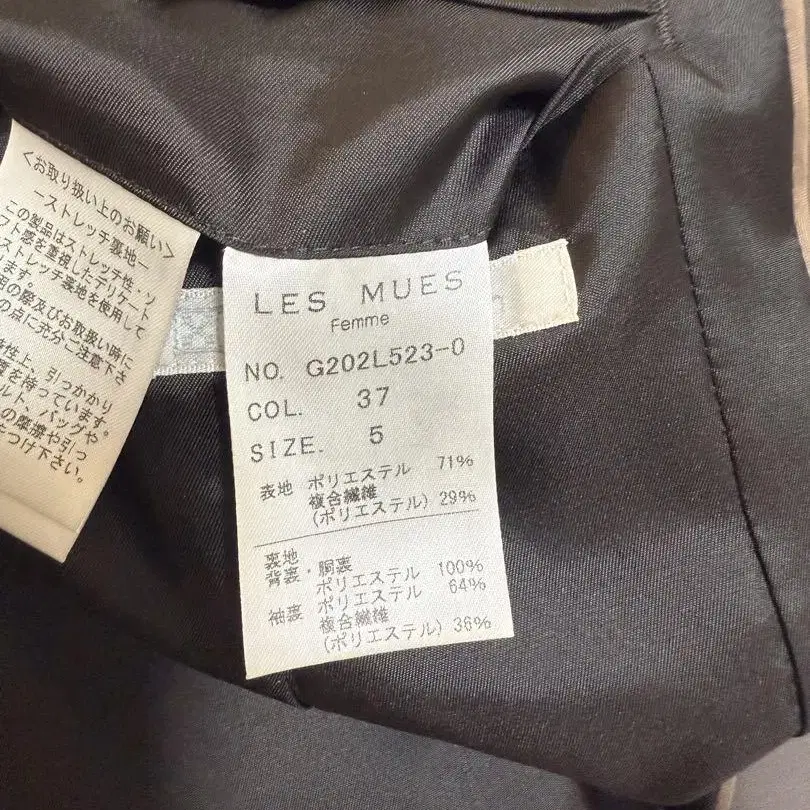 <お取り扱い上のお願い>
ーストレッチ裏地ー
この製品はストレッチ性・ソ
フト感を重視したデリケート
ストレッチ裏地を使用して
ります。
用の際及びお取扱い時に
の点に充分ご注意下さ
性上、引っかかり
を持っています。
ルト、バッグや
の摩擦や引っ
をつけ下さい。
LES MUES
Femme
NO. G202L523-0
COL. 37
SIZE. 5
表地 ポリエステル 71%
複合繊維
(ポリエステル) 29%
裏地
背裏・胴裏
ポリエステル 100%
袖裏 ポリエステル 64%
複合繊維
(ポリエステル) 36%